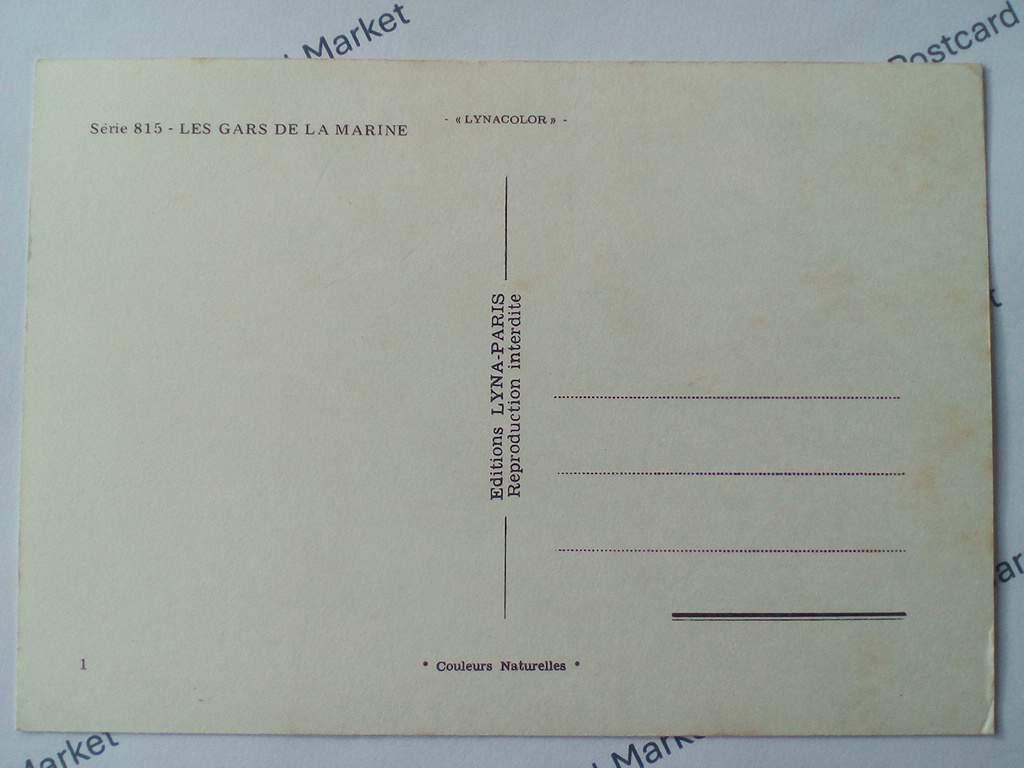 Market
Postcard
Série 815 - LES GARS DE LA MARINE
- « LYNACOLOR » -
Editions LYNA-PARIS
Reproduction interdite
1
* Couleurs Naturelles *
Market
Market